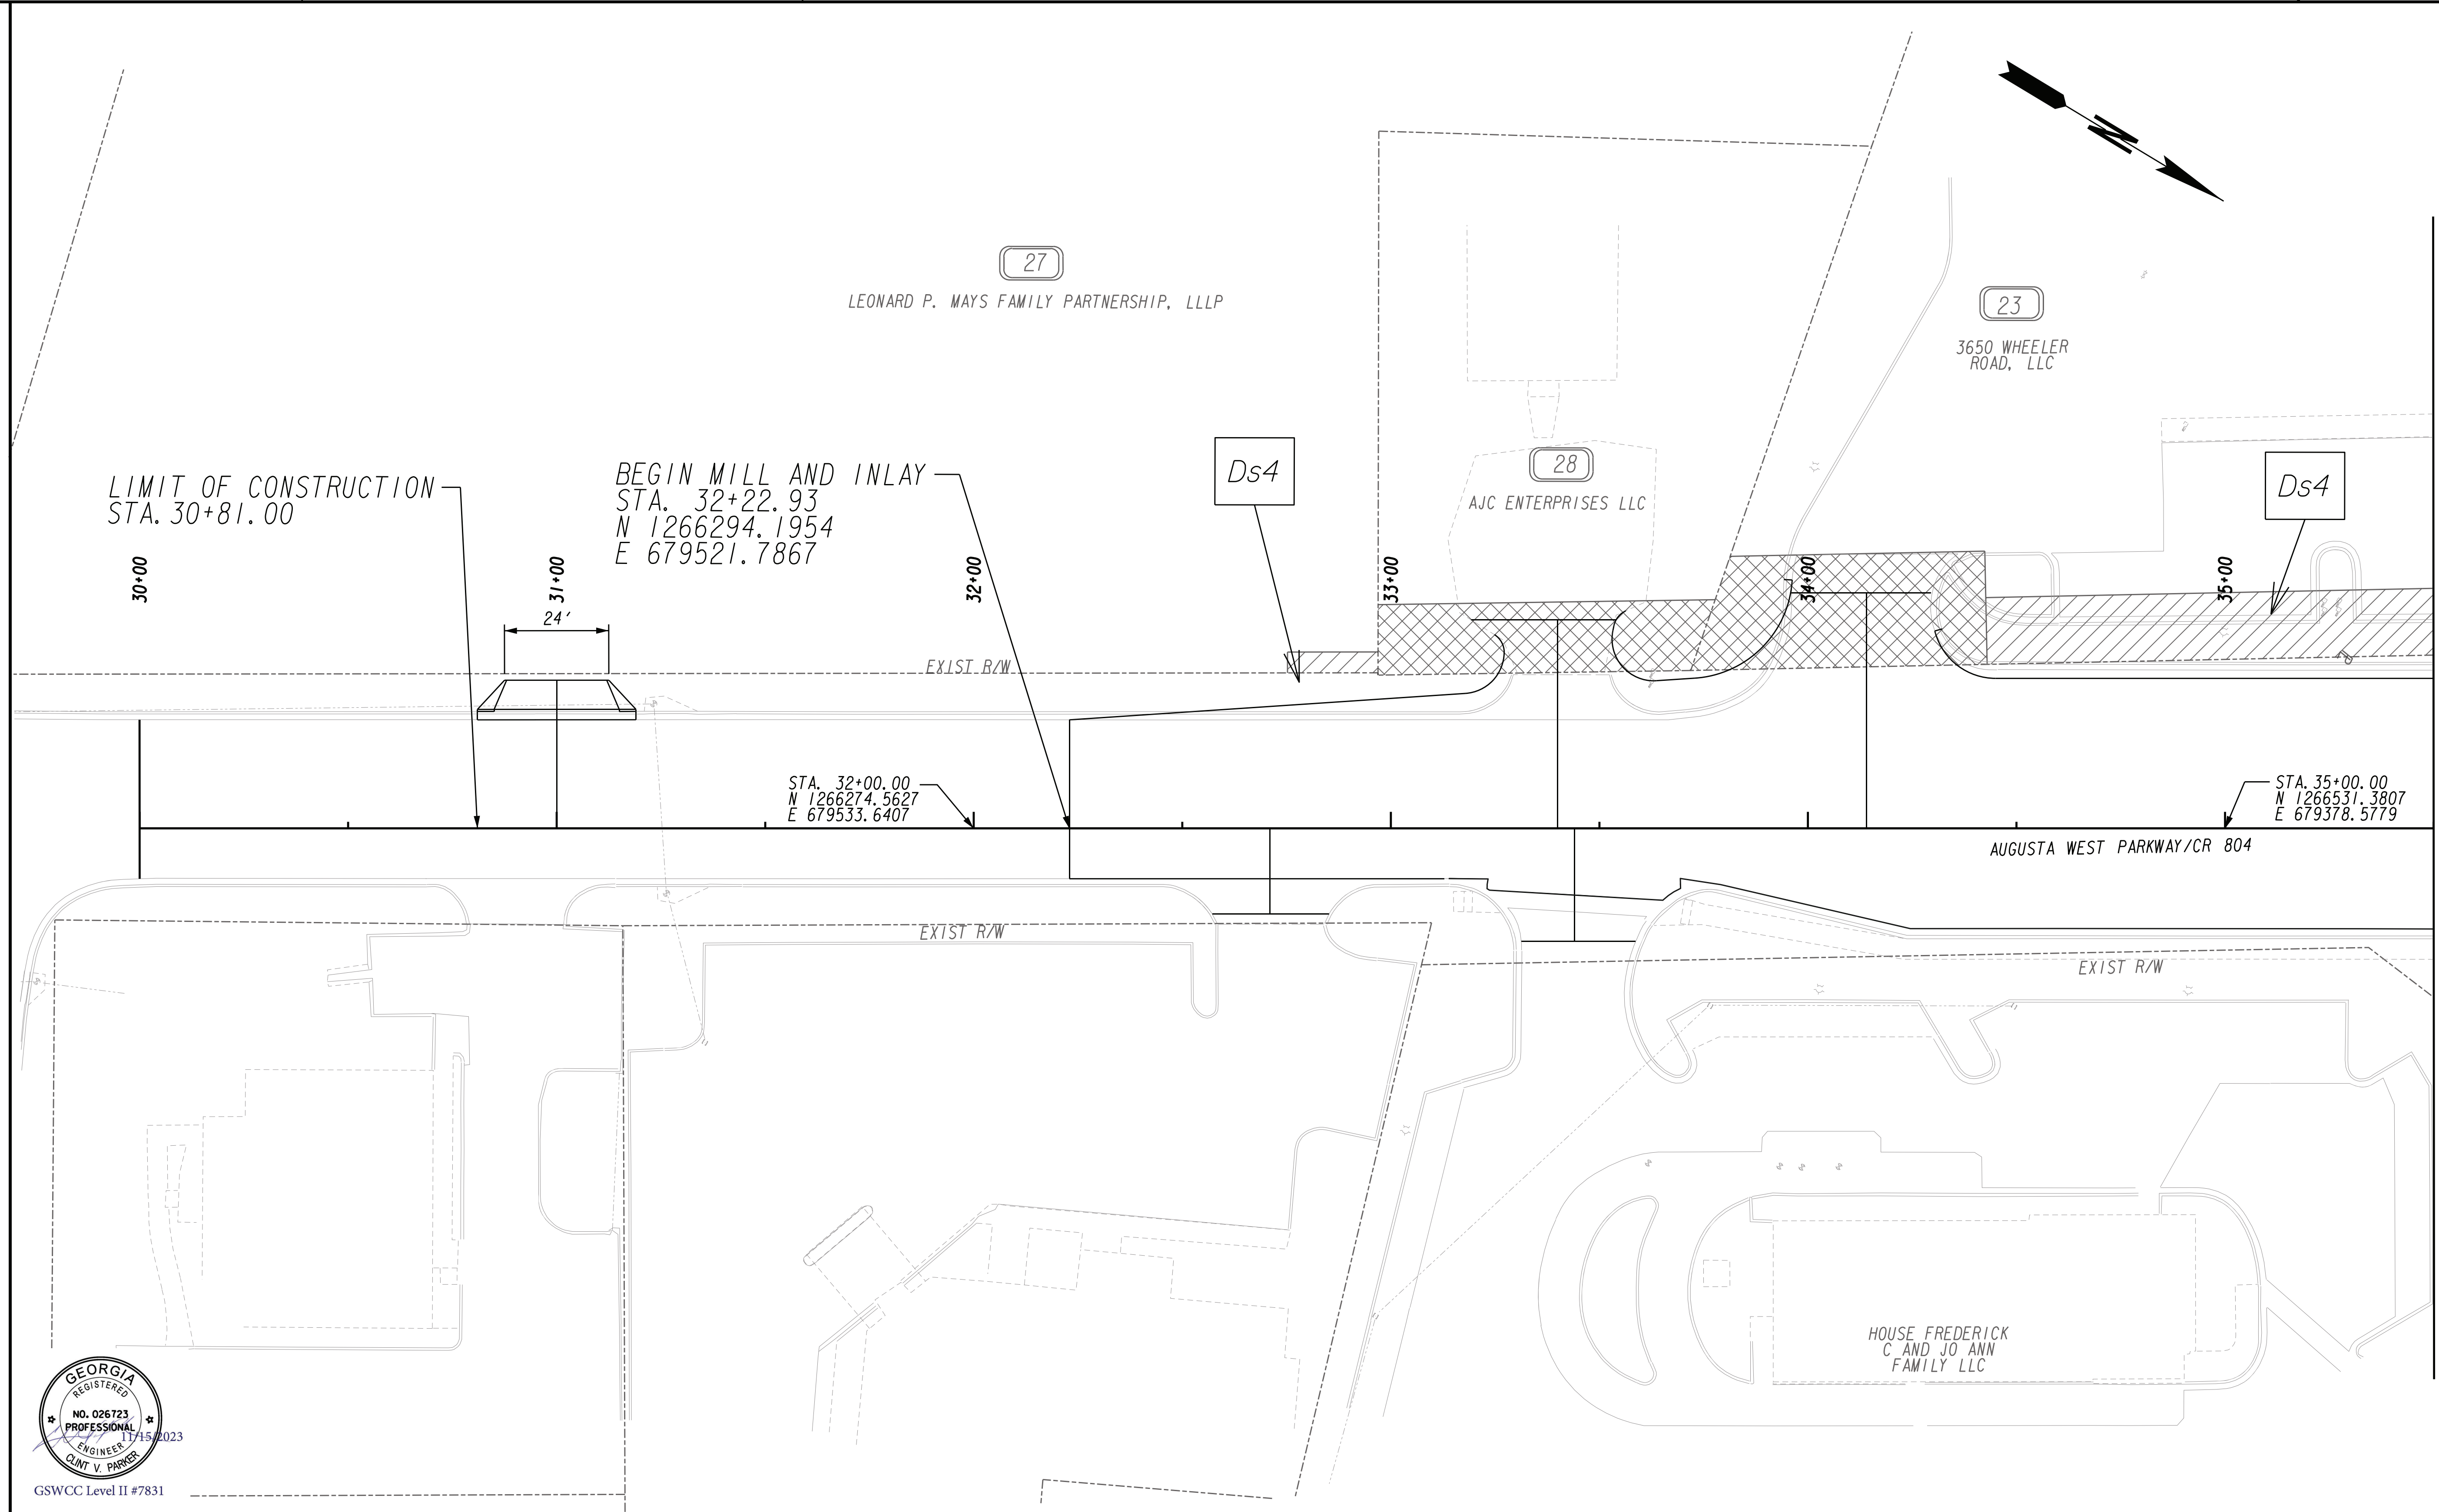 N
27
LEONARD P. MAYS FAMILY PARTNERSHIP, LLLP
23
3650 WHEELER
ROAD, LLC
28
AJC ENTERPRISES LLC
LIMIT OF CONSTRUCTION
STA. 30+81.00
BEGIN MILL AND INLAY
STA. 32+22.93
N 1266294.1954
E 679521.7867
Ds4
Ds4
30+00
31+00
32+00
33+00
34+00
35+00
24'
EXIST R/W
STA. 32+00.00
N 1266274.5627
E 679533.6407
STA. 35+00.00
N 1266531.3807
E 679378.5779
AUGUSTA WEST PARKWAY/CR 804
EXIST R/W
EXIST R/W
HOUSE FREDERICK
C AND JO ANN
FAMILY LLC
GEORGIA
REGISTERED
NO. 026723
PROFESSIONAL
11/15/2023
ENGINEER
CLINT V. PARKER
GSWCC Level II #7831